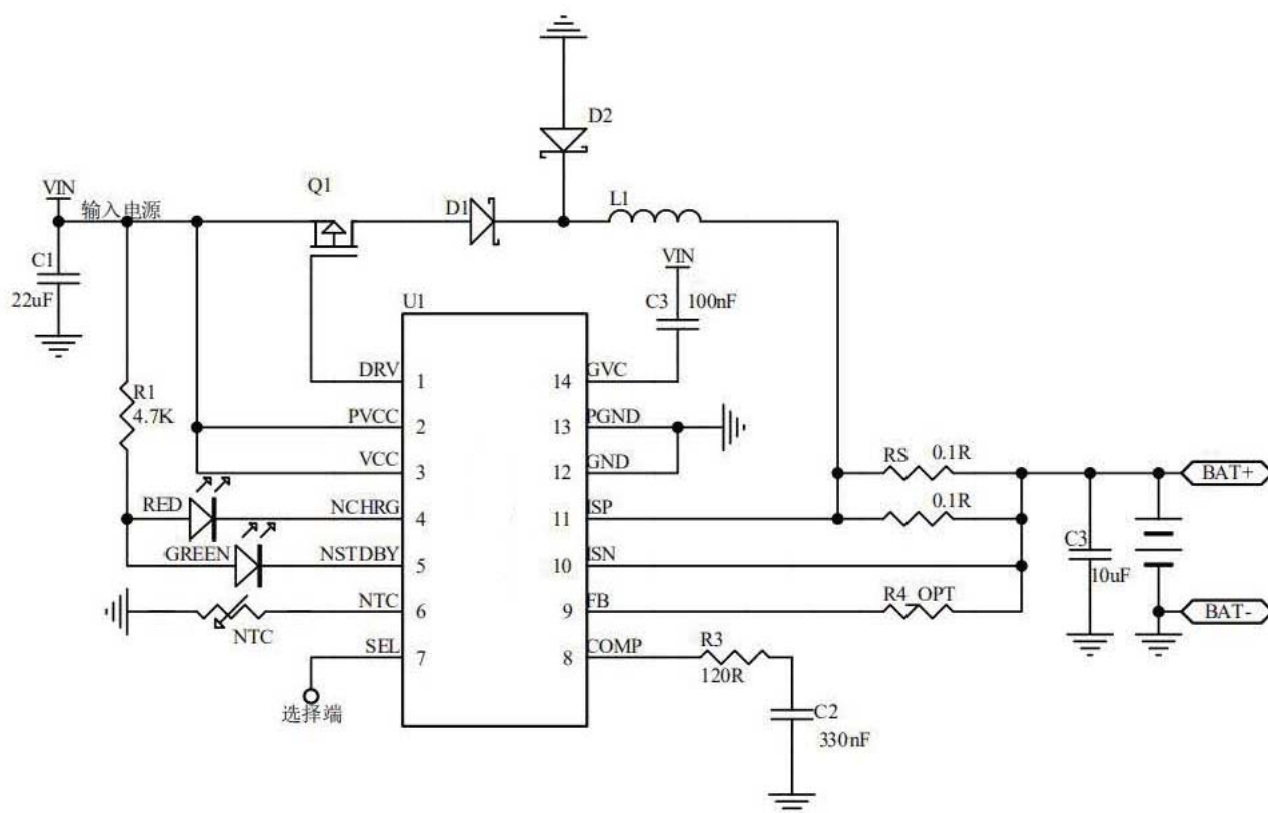 D2
VIN
输入电源
Q1
D1
L1
C1
22uF
VIN
C3 100nF
U1
R1
4.7K
DRV 1
14 GVC
PVCC 2
13 PGND
VCC 3
12 GND
RS 0.1R
BAT+
RED
NCHRG 4
11 ISP
0.1R
GREEN
NSTDBY 5
10 ISN
C3
10uF
NTC 6
9 FB
R4_OPT
BAT-
NTC
SEL 7
8 COMP
R3
120R
选择端
C2
330nF